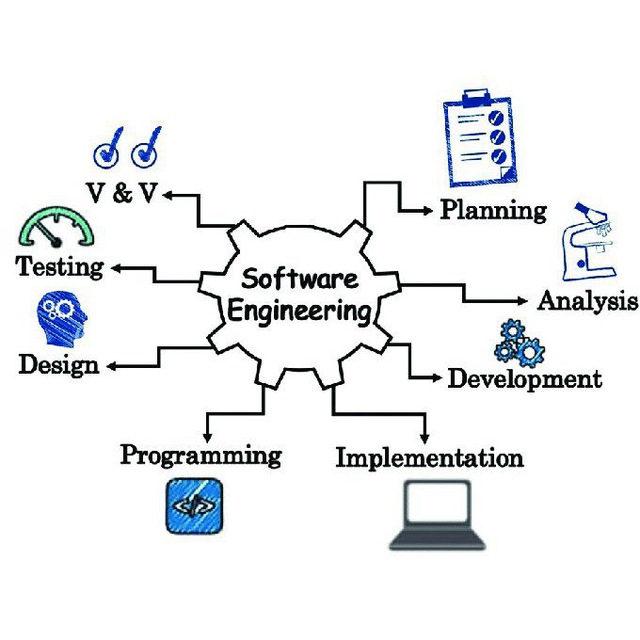 V & V
Planning
Testing
Software
Engineering
Analysis
Design
Development
Programming
Implementation